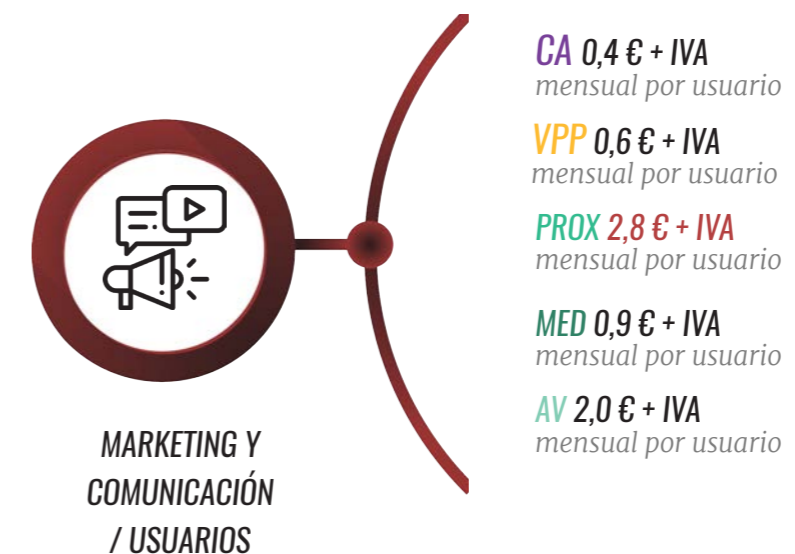 CA 0,4 € + IVA
mensual por usuario
VPP 0,6 € + IVA
mensual por usuario
PROX 2,8 € + IVA
mensual por usuario
MED 0,9 € + IVA
mensual por usuario
AV 2,0 € + IVA
mensual por usuario
MARKETING Y
COMUNICACIÓN
/ USUARIOS